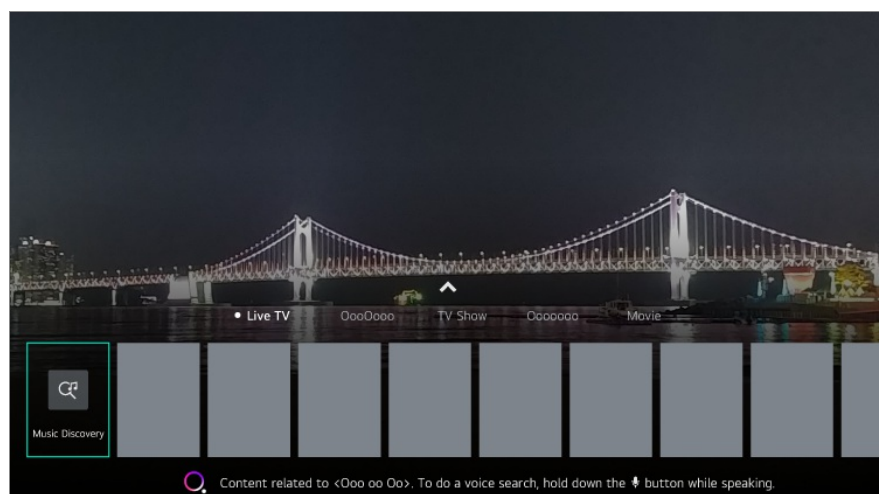 Live TV OooOooo TV Show Ooooooo Movie
Music Discovery
Content related to <Ooo oo Oo>. To do a voice search, hold down the button while speaking.